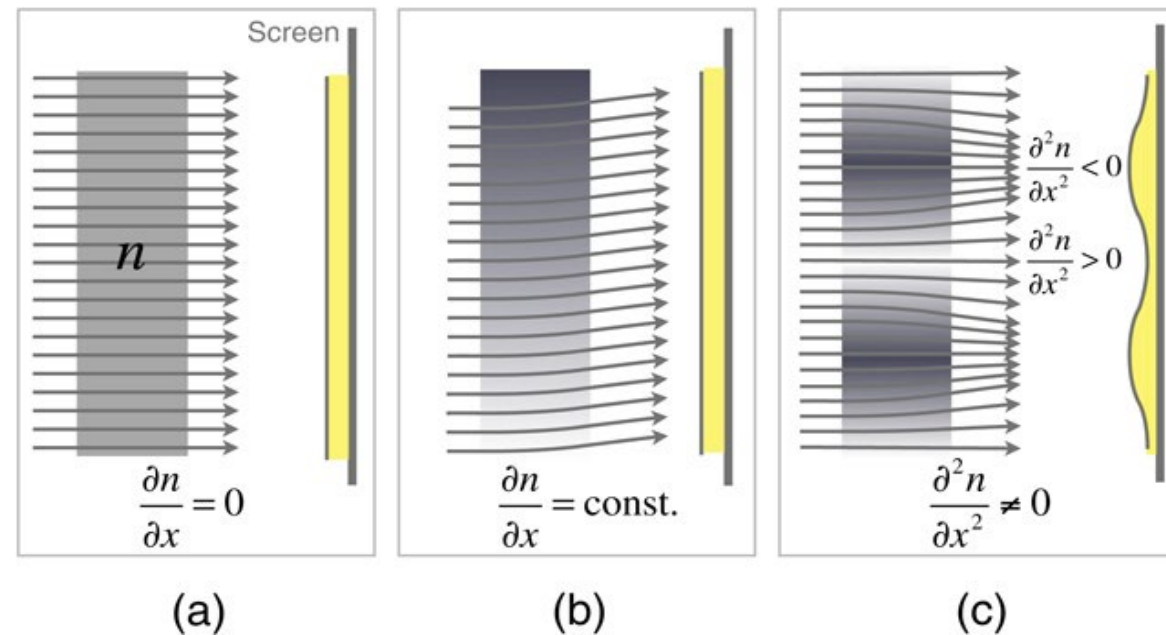 Screen
n
∂n/∂x = 0
(a)
∂n/∂x = const.
(b)
∂²n/∂x² < 0
∂²n/∂x² > 0
∂²n/∂x² ≠ 0
(c)